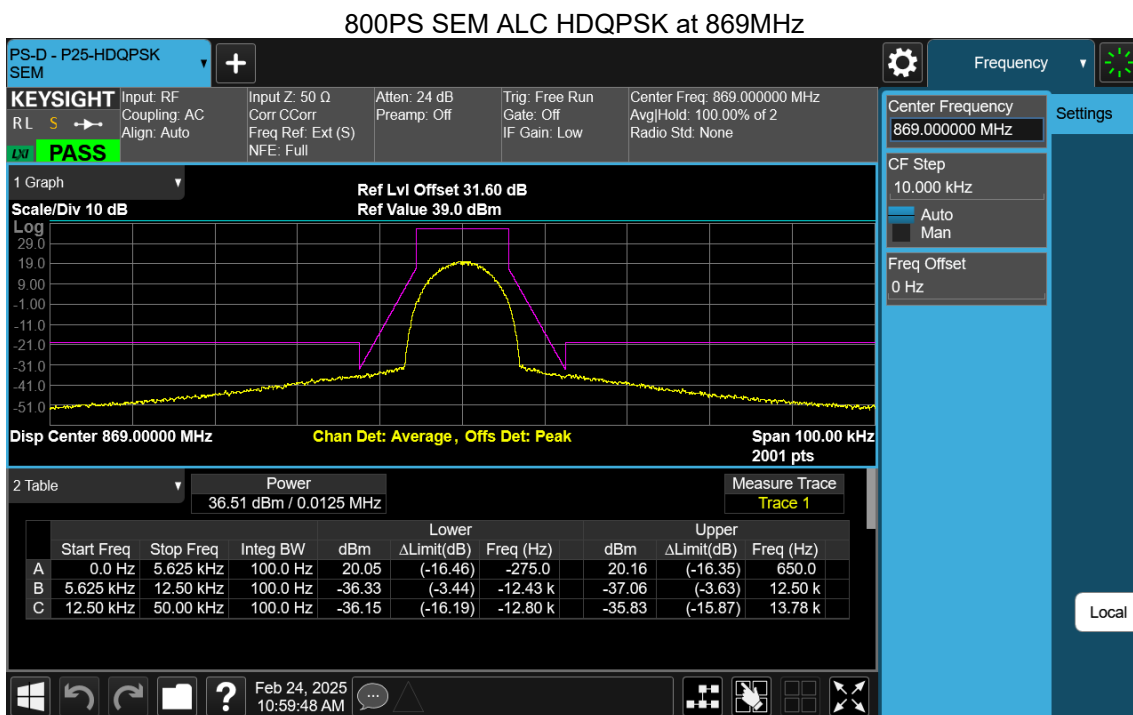 800PS SEM ALC HDQPSK at 869MHz
PS-D - P25-HDQPSK
SEM
+
Frequency
KEYSIGHT
RL S
LXI PASS
Input: RF
Coupling: AC
Align: Auto
Input Z: 50 Ω
Corr CCorr
Freq Ref: Ext (S)
NFE: Full
Atten: 24 dB
Preamp: Off
Trig: Free Run
Gate: Off
IF Gain: Low
Center Freq: 869.000000 MHz
Avg|Hold: 100.00% of 2
Radio Std: None
Center Frequency
869.000000 MHz
Settings
CF Step
10.000 kHz
Auto
Man
Freq Offset
0 Hz
Local
1 Graph
Scale/Div 10 dB
Ref Lvl Offset 31.60 dB
Ref Value 39.0 dBm
Log
29.0
19.0
9.00
-1.00
-11.0
-21.0
-31.0
-41.0
-51.0
Disp Center 869.00000 MHz
Chan Det: Average, Offs Det: Peak
Span 100.00 kHz
2001 pts
2 Table
Power
36.51 dBm / 0.0125 MHz
Measure Trace
Trace 1
Lower Upper
Start Freq Stop Freq Integ BW dBm ΔLimit(dB) Freq (Hz) dBm ΔLimit(dB) Freq (Hz)
A 0.0 Hz 5.625 kHz 100.0 Hz 20.05 (-16.46) -275.0 20.16 (-16.35) 650.0
B 5.625 kHz 12.50 kHz 100.0 Hz -36.33 (-3.44) -12.43 k -37.06 (-3.63) 12.50 k
C 12.50 kHz 50.00 kHz 100.0 Hz -36.15 (-16.19) -12.80 k -35.83 (-15.87) 13.78 k
?
Feb 24, 2025
10:59:48 AM